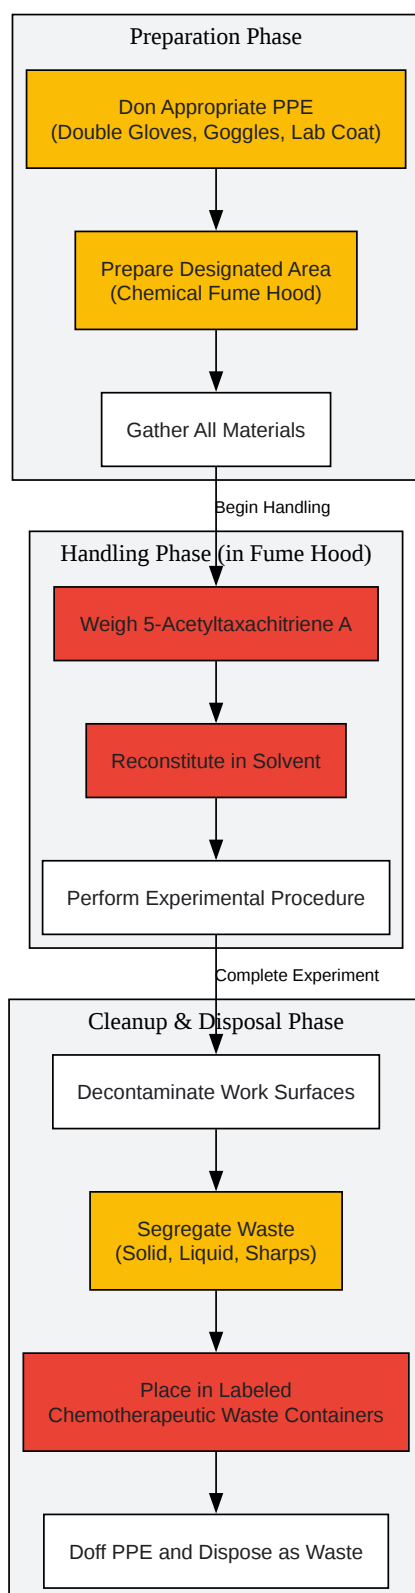 Preparation Phase
Don Appropriate PPE
(Double Gloves, Goggles, Lab Coat)
Prepare Designated Area
(Chemical Fume Hood)
Gather All Materials
Begin Handling
Handling Phase (in Fume Hood)
Weigh 5-Acetyltaxachitriene A
Reconstitute in Solvent
Perform Experimental Procedure
Complete Experiment
Cleanup & Disposal Phase
Decontaminate Work Surfaces
Segregate Waste
(Solid, Liquid, Sharps)
Place in Labeled
Chemotherapeutic Waste Containers
Doff PPE and Dispose as Waste